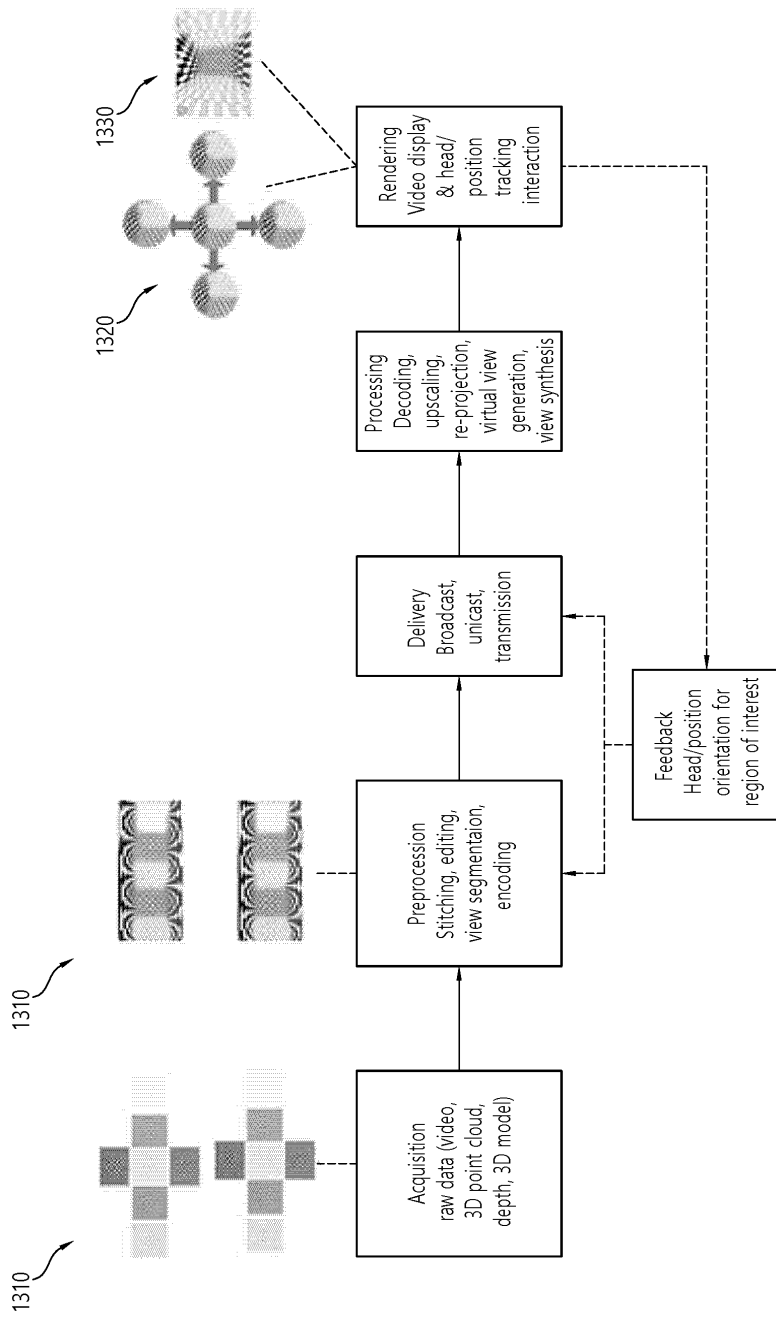 1310
1310
1320
1330
Acquisition
raw data (video,
3D point cloud,
depth, 3D model)
Preprocession
Stitching, editing,
view segmentaion,
encoding
Delivery
Broadcast,
unicast,
transmission
Processing
Decoding,
upscaling,
re-projection,
virtual view
generation,
view synthesis
Rendering
Video display
& head/
position
tracking
interaction
Feedback
Head/position
orientation for
region of interest